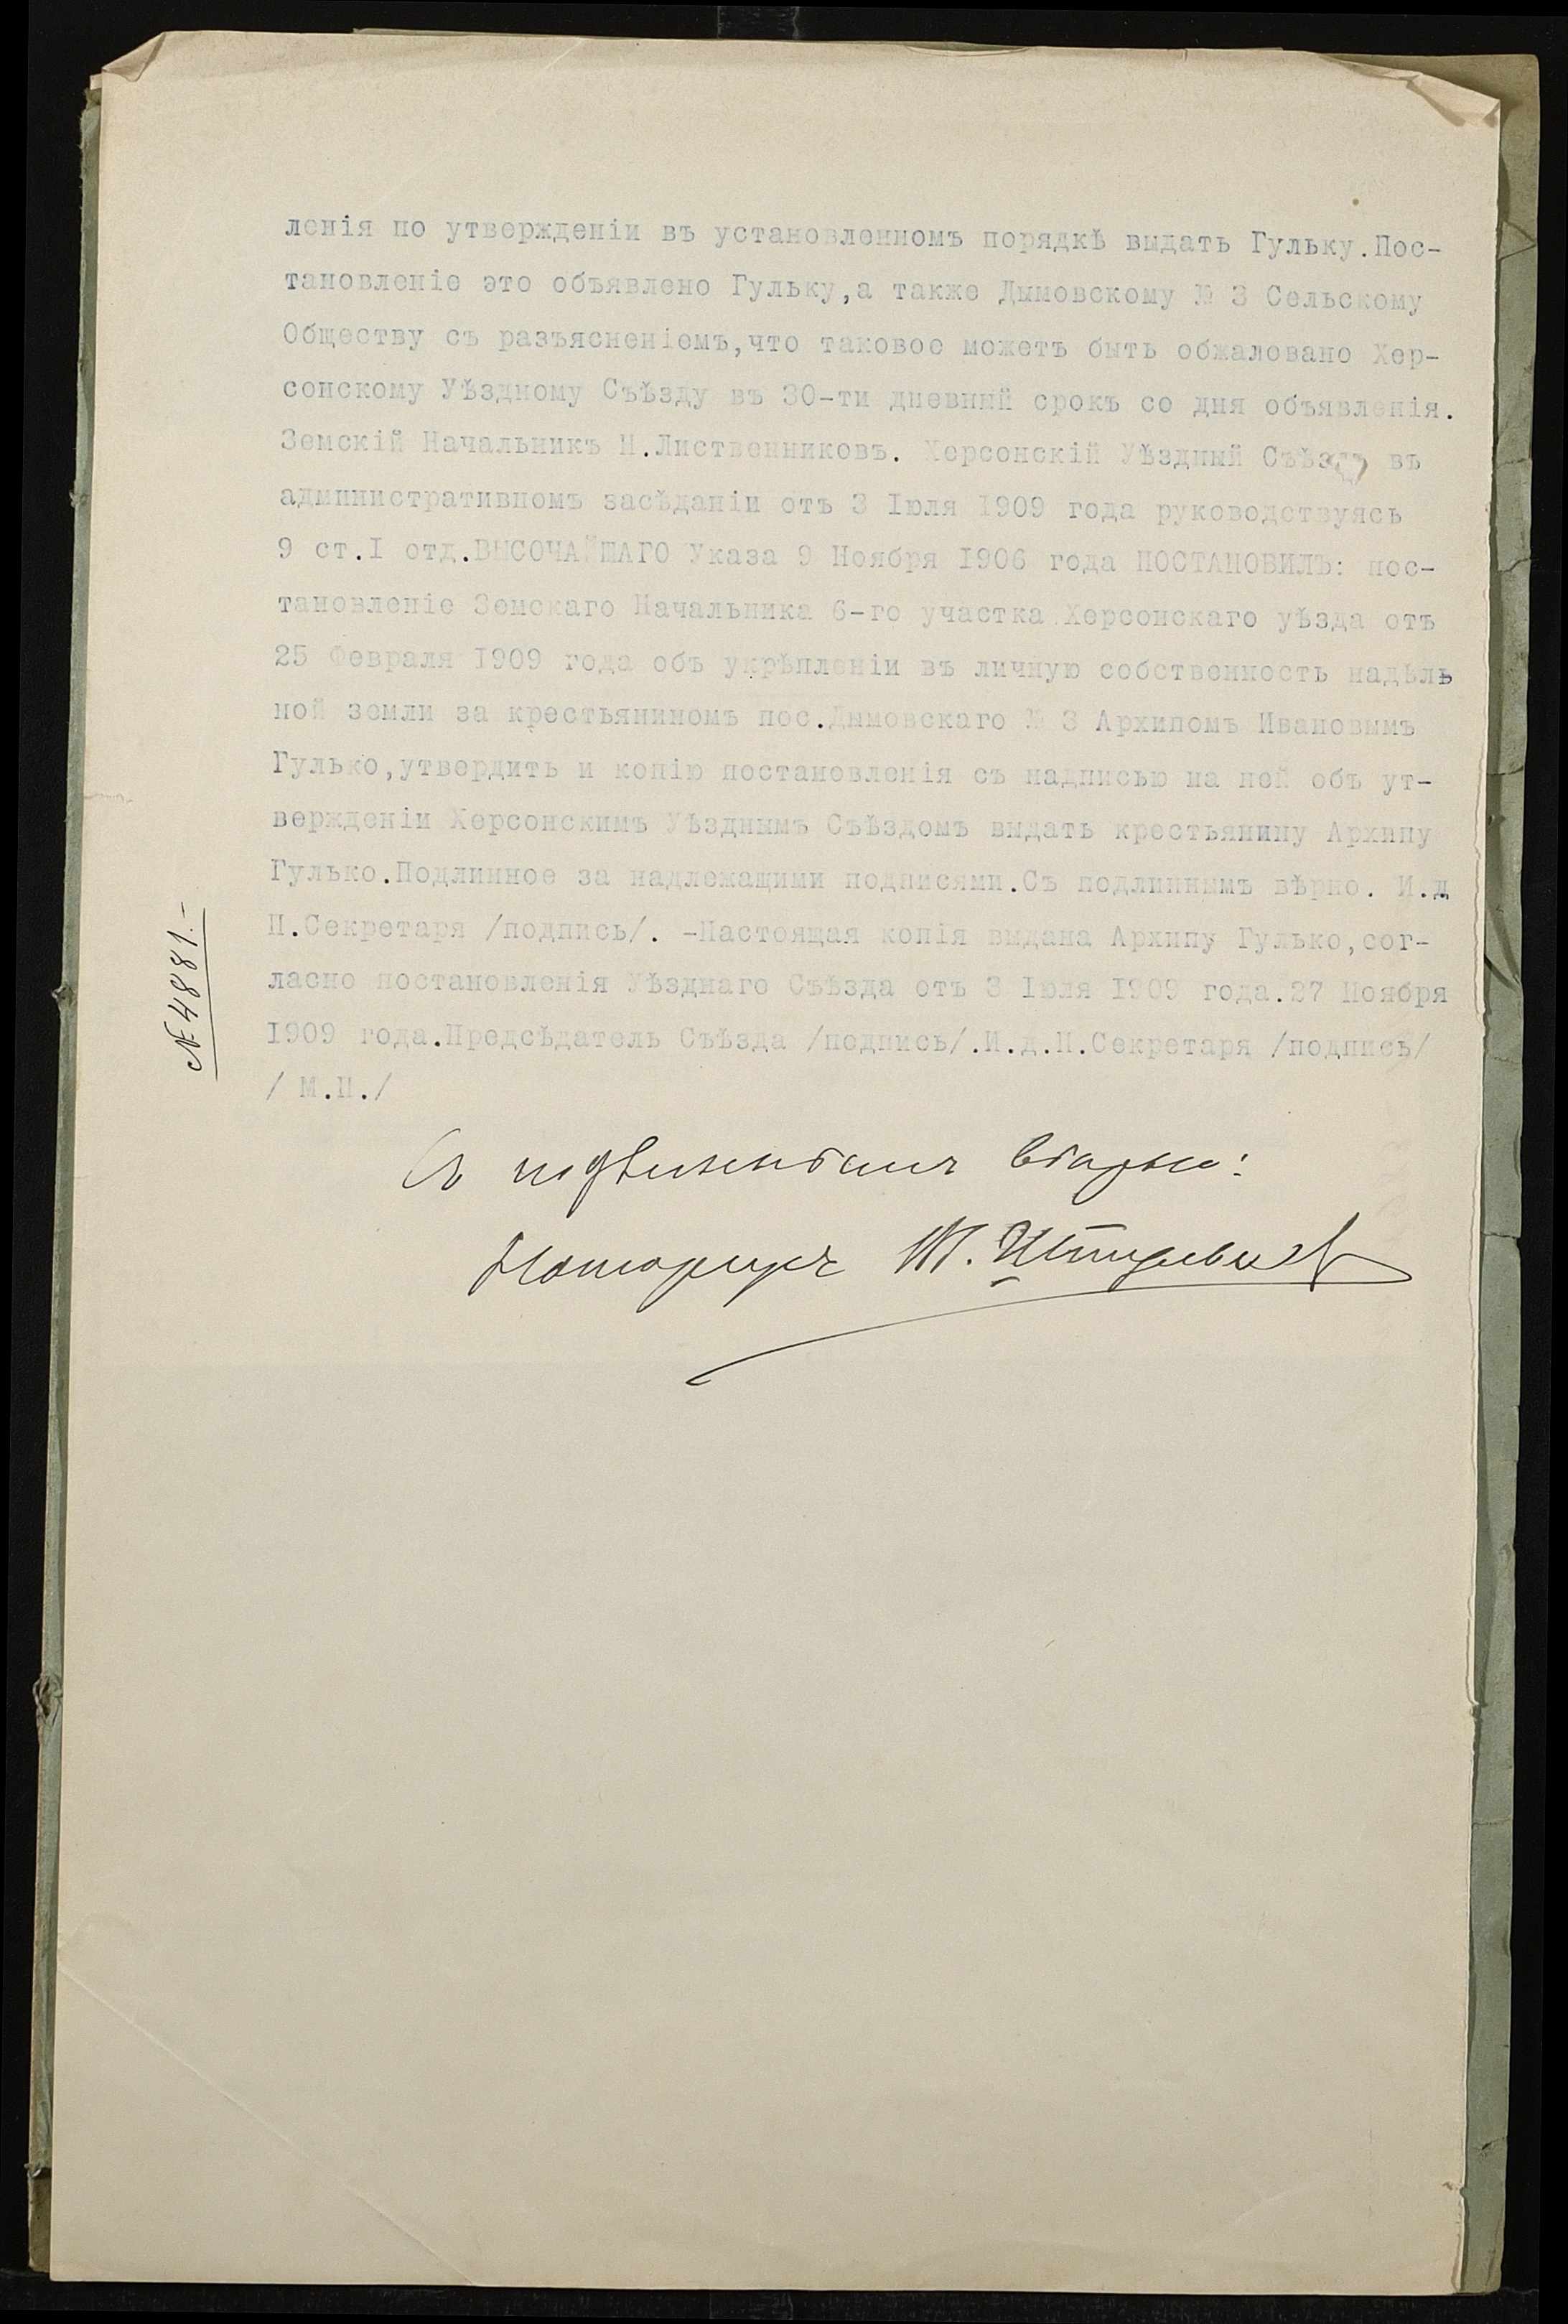 ленія по утвержденіи въ установленномъ порядкѣ выдать Гульку.Пос-
тановленіе это объявлено Гульку,а также Дымовскому № 3 Сельскому
Обществу съ разъясненіемъ,что таковое можетъ быть обжаловано Хер-
сонскому Уѣздному Съѣзду въ 30-ти дневный срокъ со дня объявленія.
Земскій Начальникъ Н.Лиственниковъ. Херсонскій Уѣздный Съѣздъ въ
административномъ засѣданіи отъ 3 Іюля 1909 года руководствуясь
9 ст.I отд.ВЫСОЧАЙШАГО Указа 9 Ноября 1906 года ПОСТАНОВИЛЪ: пос-
тановленіе Земскаго Начальника 6-го участка Херсонскаго уѣзда отъ
25 Февраля 1909 года объ укрѣпленіи въ личную собственность надѣль
ной земли за крестьяниномъ пос.Дымовскаго № 3 Архипомъ Ивановымъ
Гулько,утвердить и копію постановленія съ надписью на ней объ ут-
вержденіи Херсонскимъ Уѣзднымъ Съѣздомъ выдать крестьянину Архипу
Гулько.Подлинное за надлежащими подписями.Съ подлиннымъ вѣрно. И.д
Н.Секретаря /подпись/. -Настоящая копія выдана Архипу Гулько,сог-
ласно постановленія Уѣзднаго Съѣзда отъ 3 Іюля 1909 года.27 Ноября
1909 года.Предсѣдатель Съѣзда /подпись/.И.д.Н.Секретаря /подпись/
/ М.П./
№ 4881.-
Съ подлиннымъ вѣрно:
Нотаріусъ